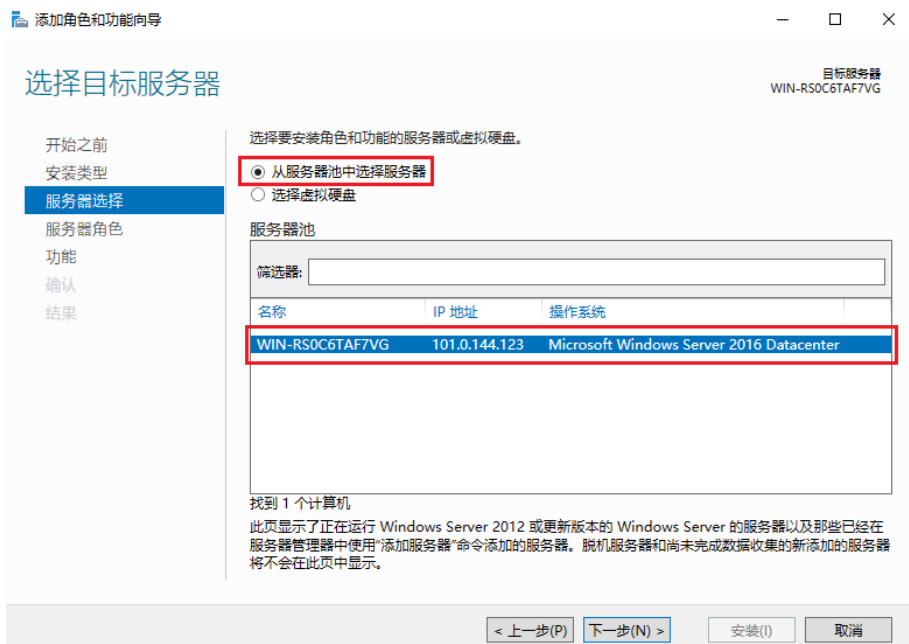 添加角色和功能向导
选择目标服务器
目标服务器
WIN-RS0C6TAF7VG
开始之前
安装类型
服务器选择
服务器角色
功能
确认
结果
选择要安装角色和功能的服务器或虚拟硬盘。
从服务器池中选择服务器
选择虚拟硬盘
服务器池
筛选器:
名称 IP 地址 操作系统
WIN-RS0C6TAF7VG 101.0.144.123 Microsoft Windows Server 2016 Datacenter
找到 1 个计算机
此页显示了正在运行 Windows Server 2012 或更新版本的 Windows Server 的服务器以及那些已经在
服务器管理器中使用“添加服务器”命令添加的服务器。脱机服务器和尚未完成数据收集的新添加的服务器
将不会在此页中显示。
< 上一步(P) 下一步(N) > 安装(I) 取消